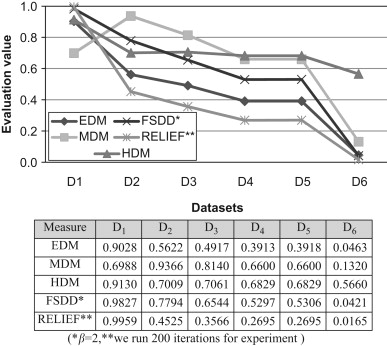 1.0
0.8
0.6
0.4
0.2
0.0
Evaluation value
EDM FSDD*
MDM RELIEF**
HDM
D1 D2 D3 D4 D5 D6
Datasets
Measure D1 D2 D3 D4 D5 D6
EDM 0.9028 0.5622 0.4917 0.3913 0.3918 0.0463
MDM 0.6988 0.9366 0.8140 0.6600 0.6600 0.1320
HDM 0.9130 0.7009 0.7061 0.6829 0.6829 0.5660
FSDD* 0.9827 0.7794 0.6544 0.5297 0.5306 0.0421
RELIEF** 0.9959 0.4525 0.3566 0.2695 0.2695 0.0165
(*β=2,**we run 200 iterations for experiment )